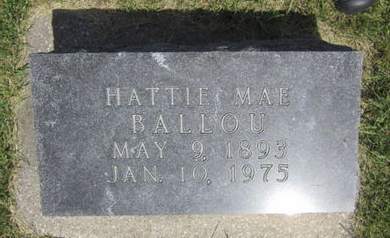 HATTIE MAE
BALLOU
MAY 9, 1893
JAN. 10, 1975